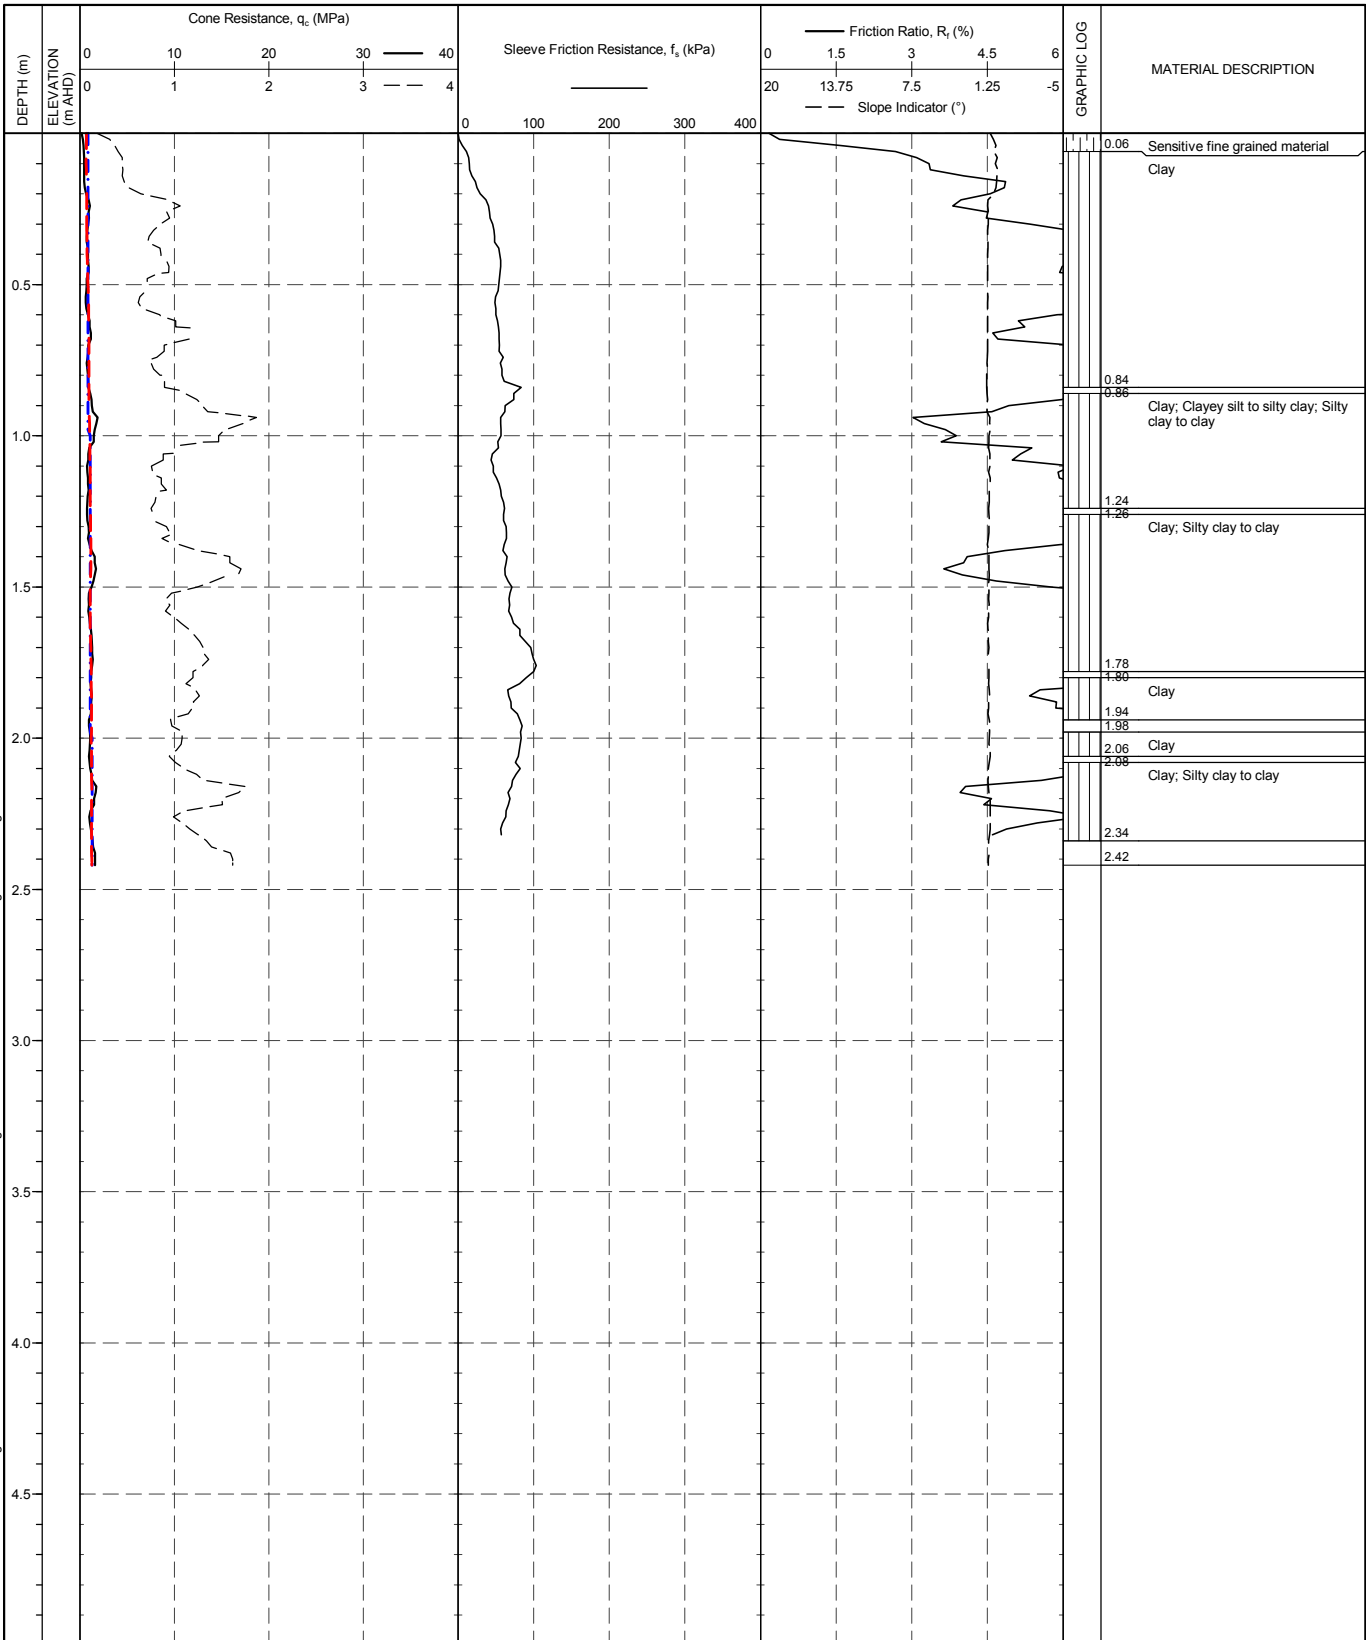 Cone Resistance, qc (MPa)
0 10 20 30 40
0 1 2 3 4
Sleeve Friction Resistance, fs (kPa)
0 100 200 300 400
Friction Ratio, Rf (%)
0 1.5 3 4.5 6
20 13.75 7.5 1.25 -5
Slope Indicator (°)
DEPTH (m)
ELEVATION
(m AHD)
GRAPHIC LOG
MATERIAL DESCRIPTION
0.06 Sensitive fine grained material
Clay
0.5
0.84
0.86
Clay; Clayey silt to silty clay; Silty
clay to clay
1.0
1.24
1.26
Clay; Silty clay to clay
1.5
1.78
1.80
Clay
1.94
1.98
2.0
Clay
2.06
2.08
Clay; Silty clay to clay
2.34
2.42
2.5
3.0
3.5
4.0
4.5